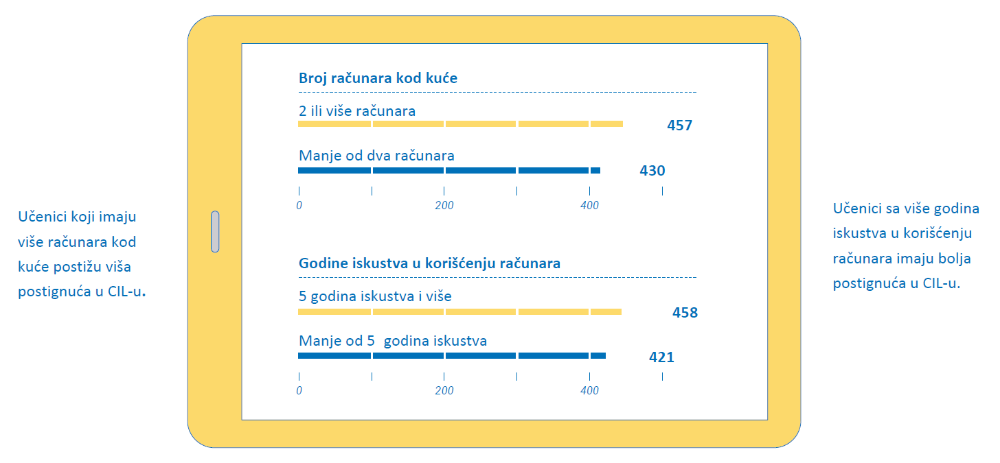 Učenici koji imaju
više računara kod
kuće postižu viša
postignuća u CIL-u.
Broj računara kod kuće
2 ili više računara
457
Manje od dva računara
430
0 200 400
Godine iskustva u korišćenju računara
5 godina iskustva i više
458
Manje od 5 godina iskustva
421
0 200 400
Učenici sa više godina
iskustva u korišćenju
računara imaju bolja
postignuća u CIL-u.